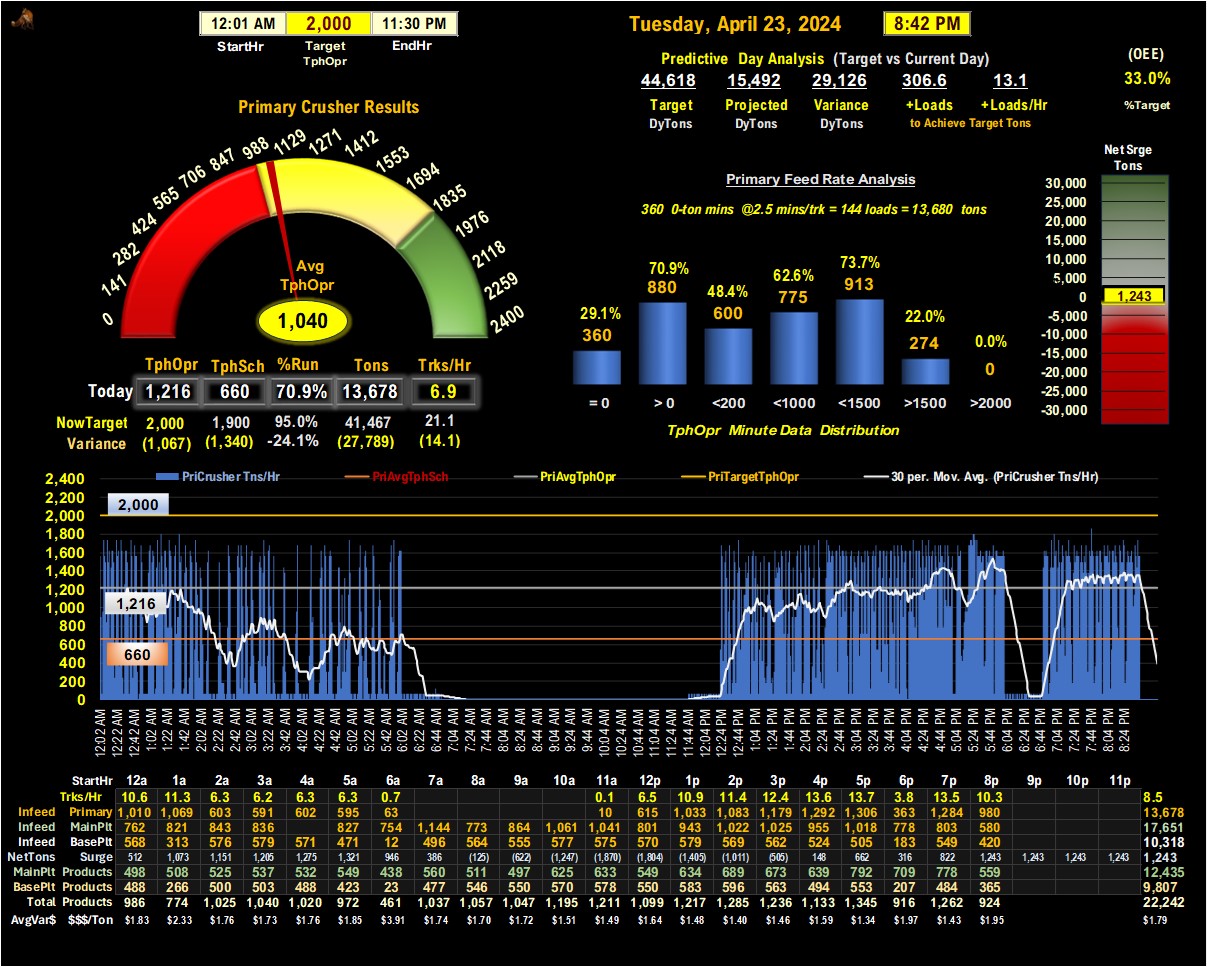 12:01 AM 2,000 11:30 PM
StartHr Target TphOpr EndHr
Tuesday, April 23, 2024 8:42 PM
Predictive Day Analysis (Target vs Current Day)
44,618 15,492 29,126 306.6 13.1
Target Projected Variance +Loads +Loads/Hr
DyTons DyTons DyTons to Achieve Target Tons
(OEE)
33.0%
%Target
Primary Crusher Results
0 141 282 424 565 706 847 988 1129 1271 1412 1553 1694 1835 1976 2118 2259 2400
Avg
TphOpr
1,040
TphOpr TphSch %Run Tons Trks/Hr
Today 1,216 660 70.9% 13,678 6.9
NowTarget 2,000 1,900 95.0% 41,467 21.1
Variance (1,067) (1,340) -24.1% (27,789) (14.1)
Primary Feed Rate Analysis
360 0-ton mins @2.5 mins/trk = 144 loads = 13,680 tons
29.1% 70.9% 48.4% 62.6% 73.7% 22.0% 0.0%
360 880 600 775 913 274 0
= 0 > 0 <200 <1000 <1500 >1500 >2000
TphOpr Minute Data Distribution
Net Srge
Tons
30,000
25,000
20,000
15,000
10,000
5,000
0 1,243
-5,000
-10,000
-15,000
-20,000
-25,000
-30,000
PriCrusher Tns/Hr PriAvgTphSch PriAvgTphOpr PriTargetTphOpr 30 per. Mov. Avg. (PriCrusher Tns/Hr)
2,400
2,200
2,000
1,800
1,600
1,400
1,200
1,000
800
600
400
200
0
2,000
1,216
660
12:02 AM 12:22 AM 12:42 AM 1:02 AM 1:22 AM 1:42 AM 2:02 AM 2:22 AM 2:42 AM 3:02 AM 3:22 AM 3:42 AM 4:02 AM 4:22 AM 4:42 AM 5:02 AM 5:22 AM 5:42 AM 6:02 AM 6:22 AM 6:44 AM 7:04 AM 7:24 AM 7:44 AM 8:04 AM 8:24 AM 8:44 AM 9:04 AM 9:24 AM 9:44 AM 10:04 AM 10:24 AM 10:44 AM 11:04 AM 11:24 AM 11:44 AM 12:04 PM 12:24 PM 12:44 PM 1:04 PM 1:24 PM 1:44 PM 2:04 PM 2:24 PM 2:44 PM 3:04 PM 3:24 PM 3:44 PM 4:04 PM 4:24 PM 4:44 PM 5:04 PM 5:24 PM 5:44 PM 6:04 PM 6:24 PM 6:44 PM 7:04 PM 7:24 PM 7:44 PM 8:04 PM 8:24 PM
StartHr 12a 1a 2a 3a 4a 5a 6a 7a 8a 9a 10a 11a 12p 1p 2p 3p 4p 5p 6p 7p 8p 9p 10p 11p
Trks/Hr 10.6 11.3 6.3 6.2 6.3 6.3 0.7 0.1 6.5 10.9 11.4 12.4 13.6 13.7 3.8 13.5 10.3 8.5
Infeed Primary 1,010 1,069 603 591 602 595 63 10 615 1,033 1,083 1,179 1,292 1,306 363 1,284 980 13,678
Infeed MainPlt 762 821 843 836 827 754 1,144 773 864 1,061 1,041 801 943 1,022 1,025 955 1,018 778 803 580 17,651
Infeed BasePlt 568 313 576 579 571 471 12 496 564 555 577 575 570 579 569 562 524 505 183 549 420 10,318
NetTons Surge 512 1,073 1,151 1,205 1,275 1,321 946 386 (125) (622) (1,247) (1,870) (1,804) (1,405) (1,011) (505) 148 662 316 822 1,243 1,243 1,243 1,243 1,243
MainPlt Products 498 508 525 537 532 549 438 560 511 497 625 633 549 634 689 673 639 792 709 778 559 12,435
BasePlt Products 488 266 500 503 488 423 23 477 546 550 570 578 550 583 596 563 494 553 207 484 365 9,807
Total Products 986 774 1,025 1,040 1,020 972 461 1,037 1,057 1,047 1,195 1,211 1,099 1,217 1,285 1,236 1,133 1,345 916 1,262 924 22,242
AvgVar$ $$$/Ton $1.83 $2.33 $1.76 $1.73 $1.76 $1.85 $3.91 $1.74 $1.70 $1.72 $1.51 $1.49 $1.64 $1.48 $1.40 $1.46 $1.59 $1.34 $1.97 $1.43 $1.95 $1.79